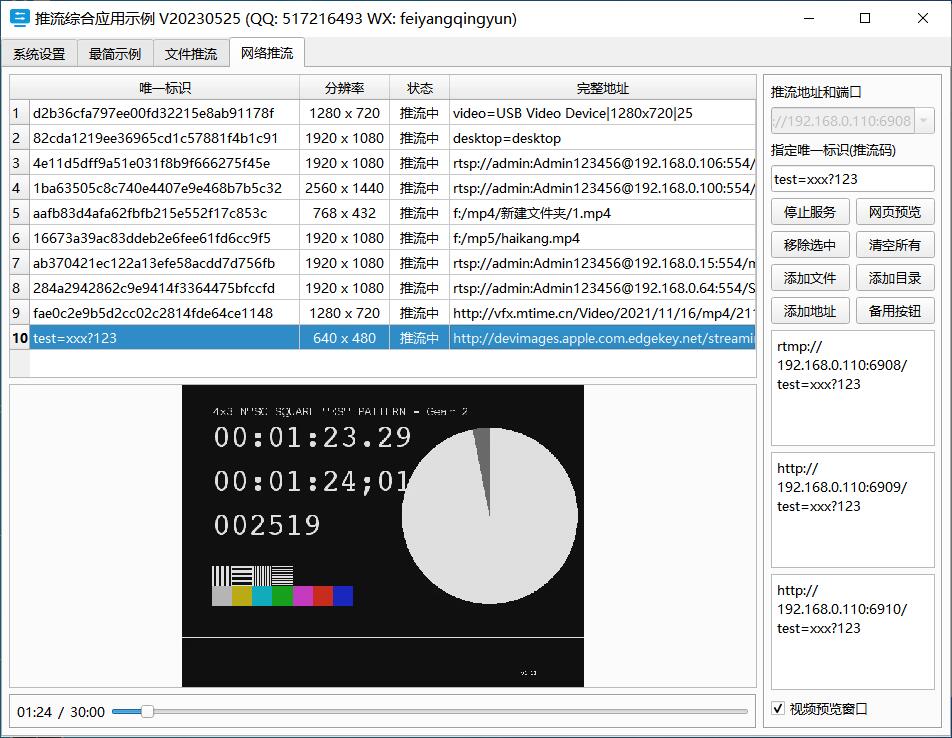 推流综合应用示例 V20230525 (QQ: 517216493 WX: feiyangqingyun)
系统设置 最简示例 文件推流 网络推流
唯一标识 分辨率 状态 完整地址
1 d2b36cfa797ee00fd32215e8ab91178f 1280 x 720 推流中 video=USB Video Device|1280x720|25
2 82cda1219ee36965cd1c57881f4b1c91 1920 x 1080 推流中 desktop=desktop
3 4e11d5dff9a51e031f8b9f666275f45e 1920 x 1080 推流中 rtsp://admin:Admin123456@192.168.0.106:554/
4 1ba63505c8c740e4407e9e468b7b5c32 2560 x 1440 推流中 rtsp://admin:Admin123456@192.168.0.100:554/
5 aafb83d4afa62fbfb215e552f17c853c 768 x 432 推流中 f:/mp4/新建文件夹/1.mp4
6 16673a39ac83ddeb2e6fee61fd6cc9f5 1920 x 1080 推流中 f:/mp5/haikang.mp4
7 ab370421ec122a13efe58acdd7d756fb 1920 x 1080 推流中 rtsp://admin:Admin123456@192.168.0.15:554/m
8 284a2942862c9e9414f3364475bfccfd 1920 x 1080 推流中 rtsp://admin:Admin123456@192.168.0.64:554/S
9 fae0c2e9b5d2cc02c2814fde64ce1148 1280 x 720 推流中 http://vfx.mtime.cn/Video/2021/11/16/mp4/211
10 test=xxx?123 640 x 480 推流中 http://devimages.apple.com.edgekey.net/streami
4x3 NTSC SQUARE TEST PATTERN - Gear 2
00:01:23.29
00:01:24;01
002519
01:24 / 30:00
推流地址和端口
://192.168.0.110:6908
指定唯一标识(推流码)
test=xxx?123
停止服务 网页预览
移除选中 清空所有
添加文件 添加目录
添加地址 备用按钮
rtmp://
192.168.0.110:6908/
test=xxx?123
http://
192.168.0.110:6909/
test=xxx?123
http://
192.168.0.110:6910/
test=xxx?123
视频预览窗口